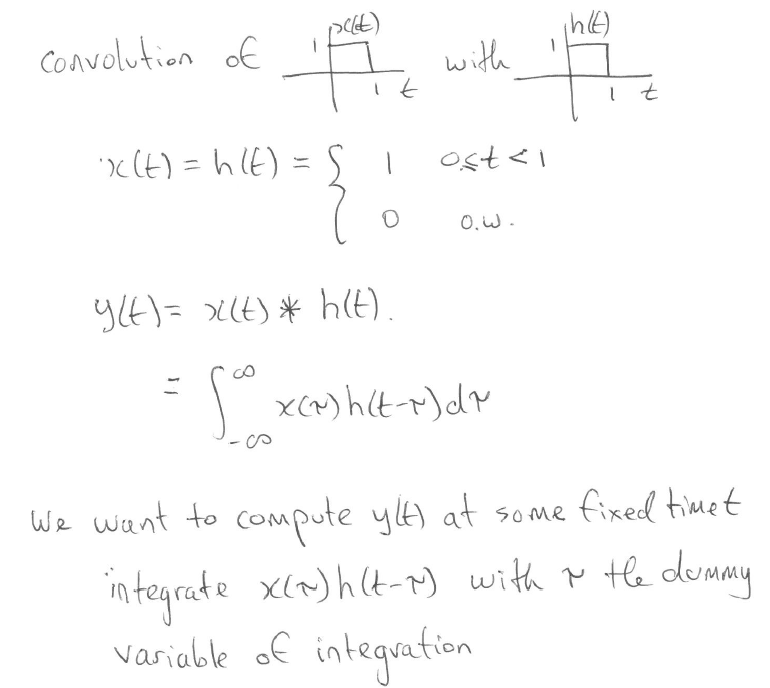 convolution of x(t) 1 1 t with h(t) 1 1 t
x(t) = h(t) = { 1 0≤t<1
0 o.w.
y(t) = x(t) * h(t).
= ∫_{-∞}^{∞} x(τ)h(t-τ)dτ
We want to compute y(t) at some fixed time t
integrate x(τ)h(t-τ) with τ the dummy
variable of integration